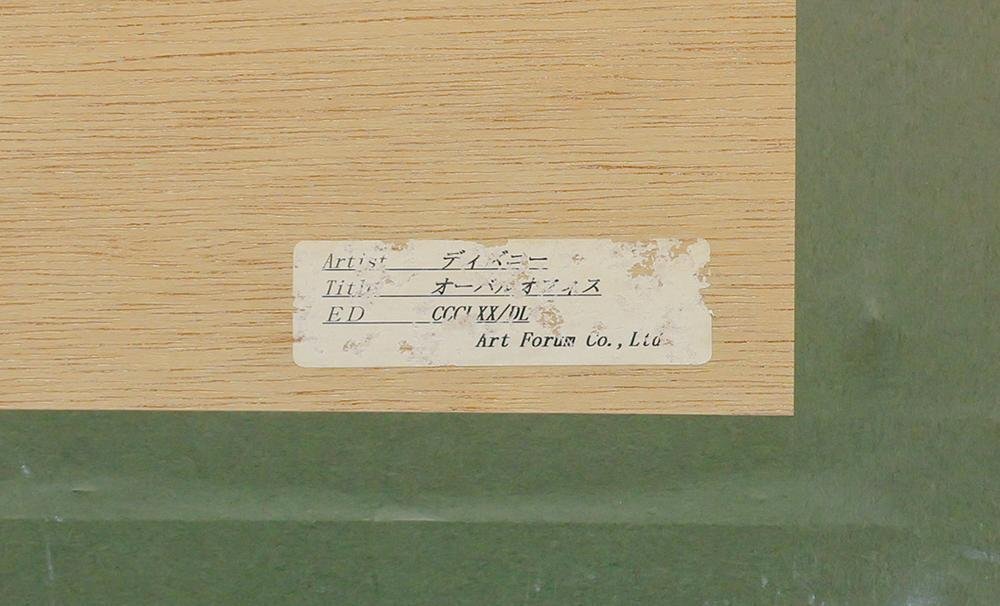 Artist ディズニー
Title オーバルオフィス
ED CCCLXX/DL
Art Forum Co.,Ltd